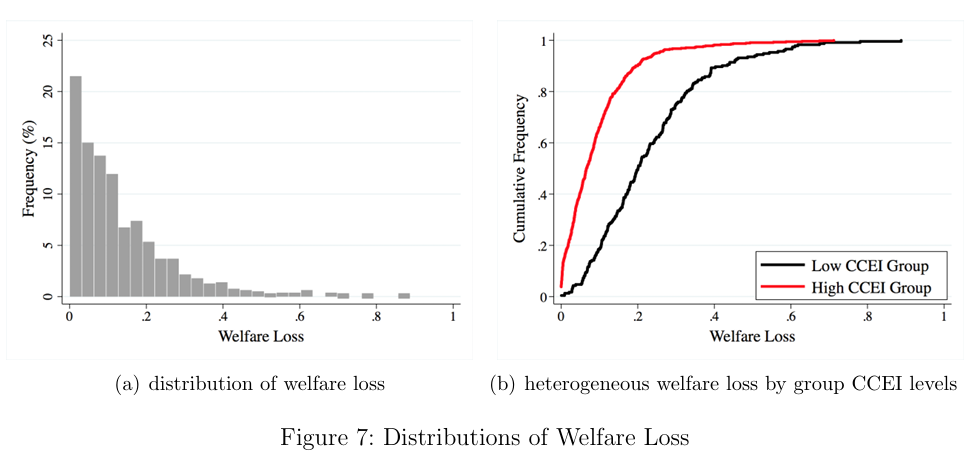 25
20
15
10
5
0
Frequency (%)
0 .2 .4 .6 .8 1
Welfare Loss
(a) distribution of welfare loss
1
.8
.6
.4
.2
0
Cumulative Frequency
Low CCEI Group
High CCEI Group
0 .2 .4 .6 .8 1
Welfare Loss
(b) heterogeneous welfare loss by group CCEI levels
Figure 7: Distributions of Welfare Loss